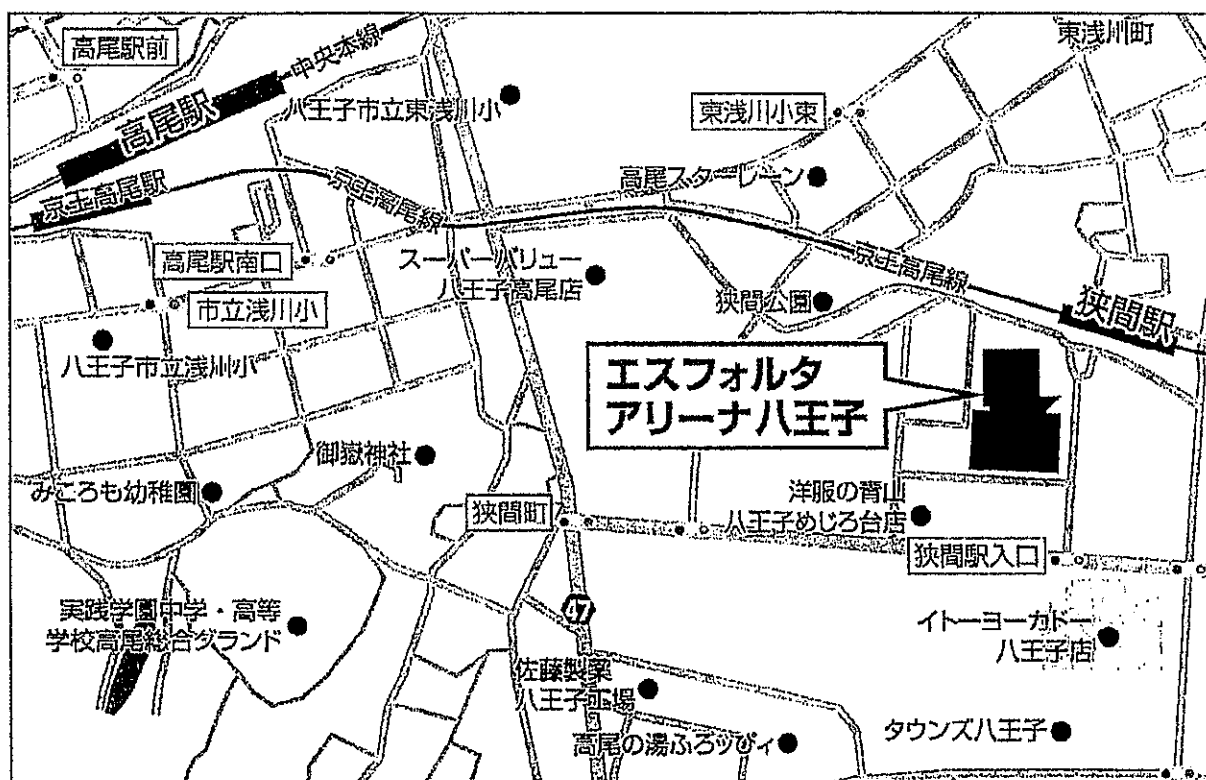 高尾駅前
中央本線
東浅川町
高尾駅
八王子市立東浅川小
東浅川小東
京王高尾駅
京王高尾線
高尾スターレーン
高尾駅南口
スーパーバリュー
王子高尾店
京王高尾線
市立浅川小
狭間公園
狭間駅
八王子市立浅川小
エスフォルタ
アリーナ八王子
御嶽神社
みころも幼稚園
狭間町
洋服の青山
八王子めじろ台店
狭間駅入口
47
実践学園中学・高等
学校高尾総合グランド
イトーヨーカドー
八王子店
佐藤製薬
八王子工場
高尾の湯ふろッぴィ
タウンズ八王子